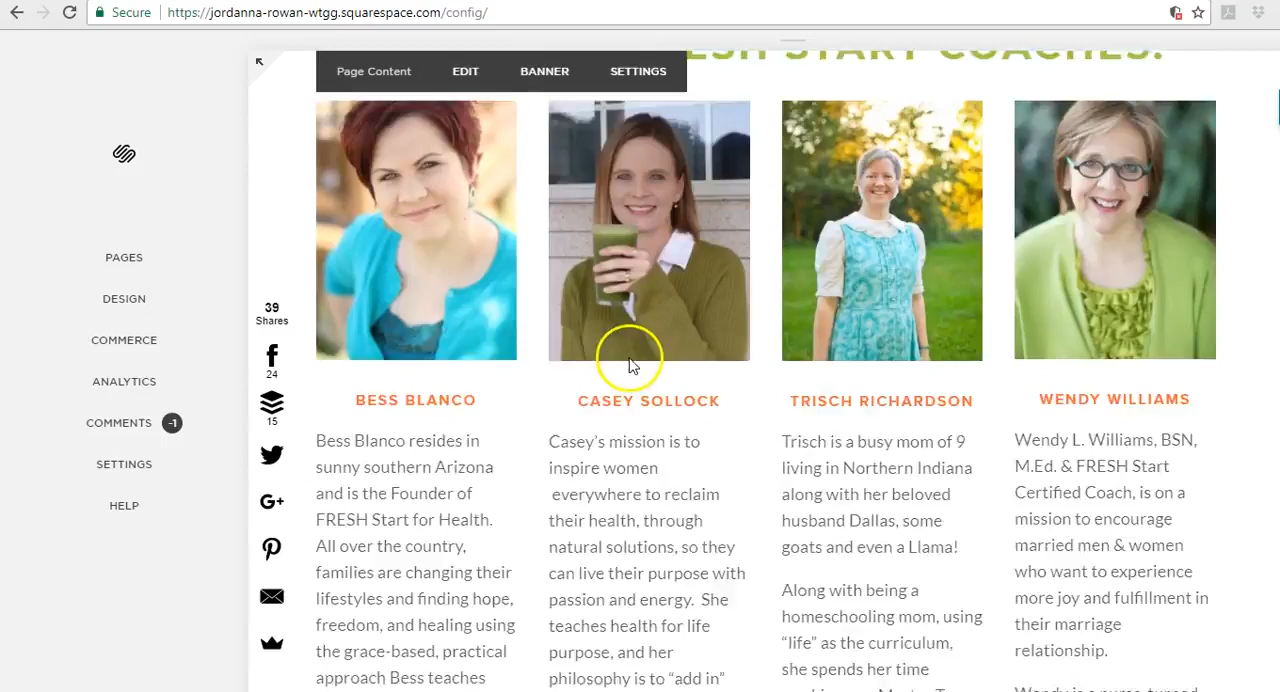 Secure https://jordanna-rowan-wtgg.squarespace.com/config/
ESH START COACHES:
Page Content EDIT BANNER SETTINGS
PAGES
DESIGN
COMMERCE
ANALYTICS
COMMENTS -1
SETTINGS
HELP
39
Shares
24
15
G+
BESS BLANCO
Bess Blanco resides in
sunny southern Arizona
and is the Founder of
FRESH Start for Health.
All over the country,
families are changing their
lifestyles and finding hope,
freedom, and healing using
the grace-based, practical
approach Bess teaches
CASEY SOLLOCK
Casey's mission is to
inspire women
everywhere to reclaim
their health, through
natural solutions, so they
can live their purpose with
passion and energy. She
teaches health for life
purpose, and her
philosophy is to "add in"
TRISCH RICHARDSON
Trisch is a busy mom of 9
living in Northern Indiana
along with her beloved
husband Dallas, some
goats and even a Llama!
Along with being a
homeschooling mom, using
"life" as the curriculum,
she spends her time
WENDY WILLIAMS
Wendy L. Williams, BSN,
M.Ed. & FRESH Start
Certified Coach, is on a
mission to encourage
married men & women
who want to experience
more joy and fulfillment in
their marriage
relationship.